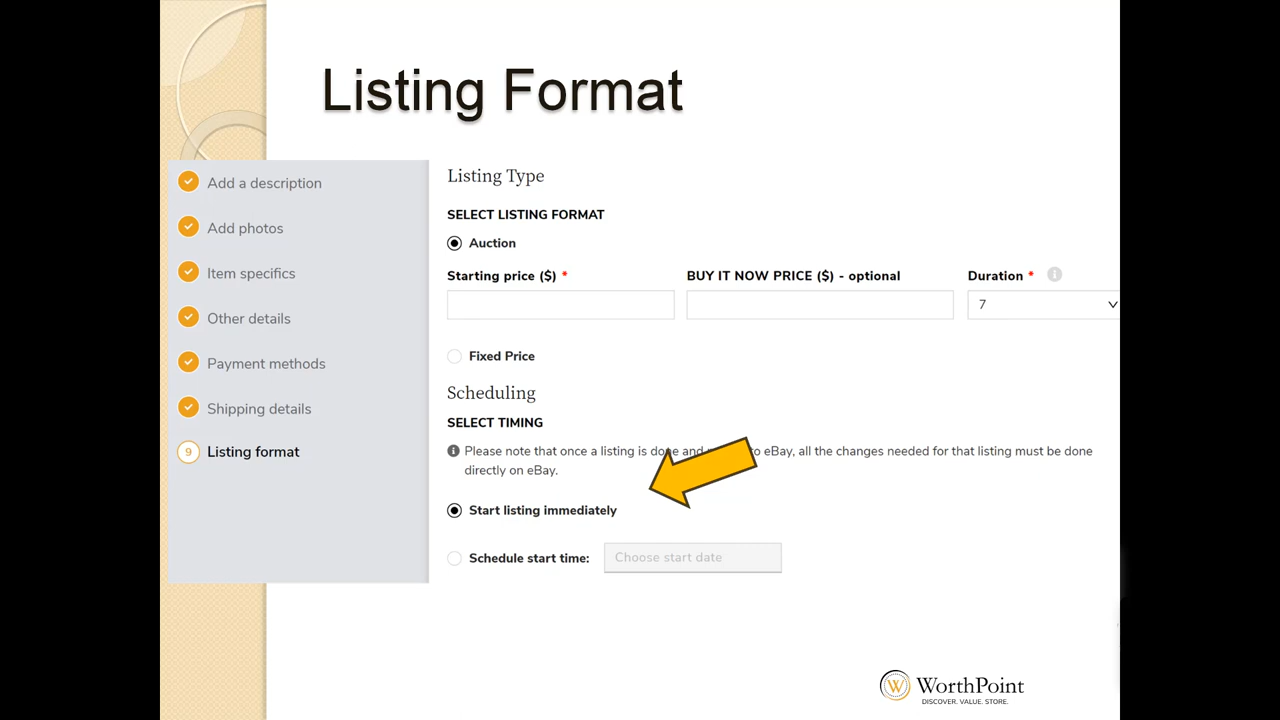 Listing Format
Add a description
Add photos
Item specifics
Other details
Payment methods
Shipping details
9 Listing format
Listing Type
SELECT LISTING FORMAT
Auction
Starting price ($) * BUY IT NOW PRICE ($) - optional Duration *
7
Fixed Price
Scheduling
SELECT TIMING
Please note that once a listing is done and to eBay, all the changes needed for that listing must be done
directly on eBay.
Start listing immediately
Schedule start time: Choose start date
W WorthPoint
DISCOVER. VALUE. STORE.